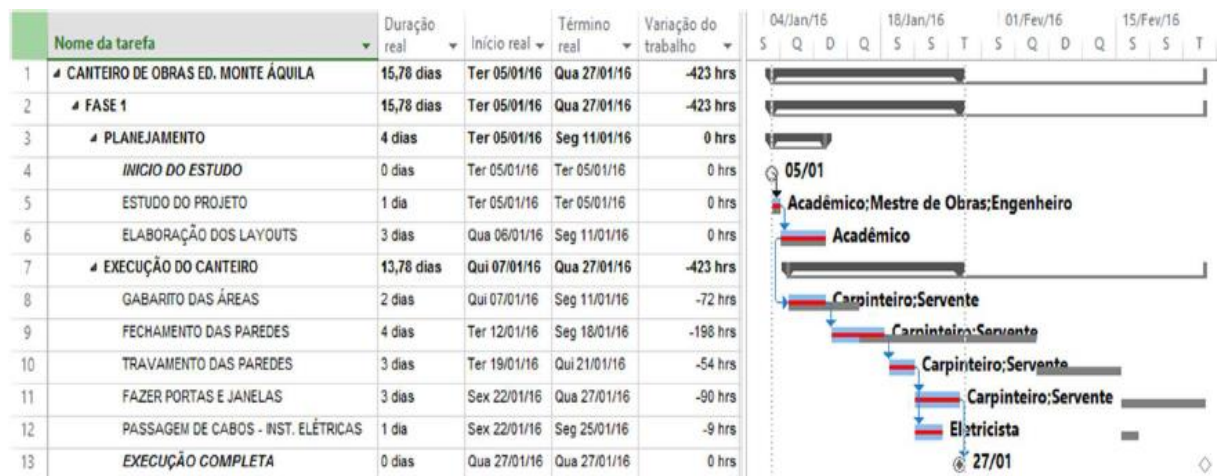 Nome da tarefa Duração real Início real Término real Variação do trabalho 04/Jan/16 18/Jan/16 01/Fev/16 15/Fev/16
S Q D Q S S T S Q D Q S S T
1 CANTEIRO DE OBRAS ED. MONTE ÁQUILA 15,78 dias Ter 05/01/16 Qua 27/01/16 -423 hrs
2 FASE 1 15,78 dias Ter 05/01/16 Qua 27/01/16 -423 hrs
3 PLANEJAMENTO 4 dias Ter 05/01/16 Seg 11/01/16 0 hrs
4 INICIO DO ESTUDO 0 dias Ter 05/01/16 Ter 05/01/16 0 hrs 05/01
5 ESTUDO DO PROJETO 1 dia Ter 05/01/16 Ter 05/01/16 0 hrs Acadêmico;Mestre de Obras;Engenheiro
6 ELABORAÇÃO DOS LAYOUTS 3 dias Qua 06/01/16 Seg 11/01/16 0 hrs Acadêmico
7 EXECUÇÃO DO CANTEIRO 13,78 dias Qui 07/01/16 Qua 27/01/16 -423 hrs
8 GABARITO DAS ÁREAS 2 dias Qui 07/01/16 Seg 11/01/16 -72 hrs Carpinteiro;Servente
9 FECHAMENTO DAS PAREDES 4 dias Ter 12/01/16 Seg 18/01/16 -198 hrs Carpinteiro;Servente
10 TRAVAMENTO DAS PAREDES 3 dias Ter 19/01/16 Qui 21/01/16 -54 hrs Carpinteiro;Servente
11 FAZER PORTAS E JANELAS 3 dias Sex 22/01/16 Qua 27/01/16 -90 hrs Carpinteiro;Servente
12 PASSAGEM DE CABOS - INST. ELÉTRICAS 1 dia Sex 22/01/16 Seg 25/01/16 -9 hrs Eletricista
13 EXECUÇÃO COMPLETA 0 dias Qua 27/01/16 Qua 27/01/16 0 hrs 27/01